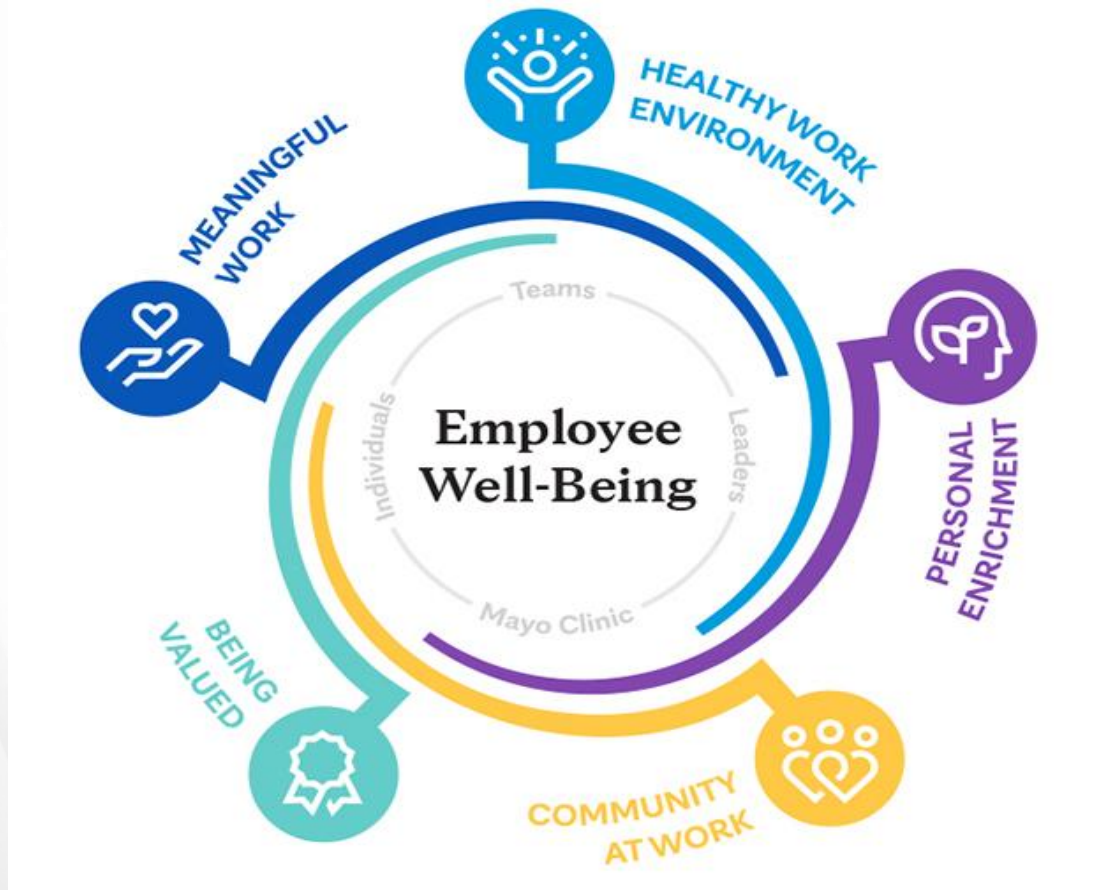 HEALTHY WORK
ENVIRONMENT
MEANINGFUL
WORK
Teams
Individuals
Employee
Well-Being
Leaders
Mayo Clinic
PERSONAL
ENRICHMENT
BEING
VALUED
COMMUNITY
AT WORK